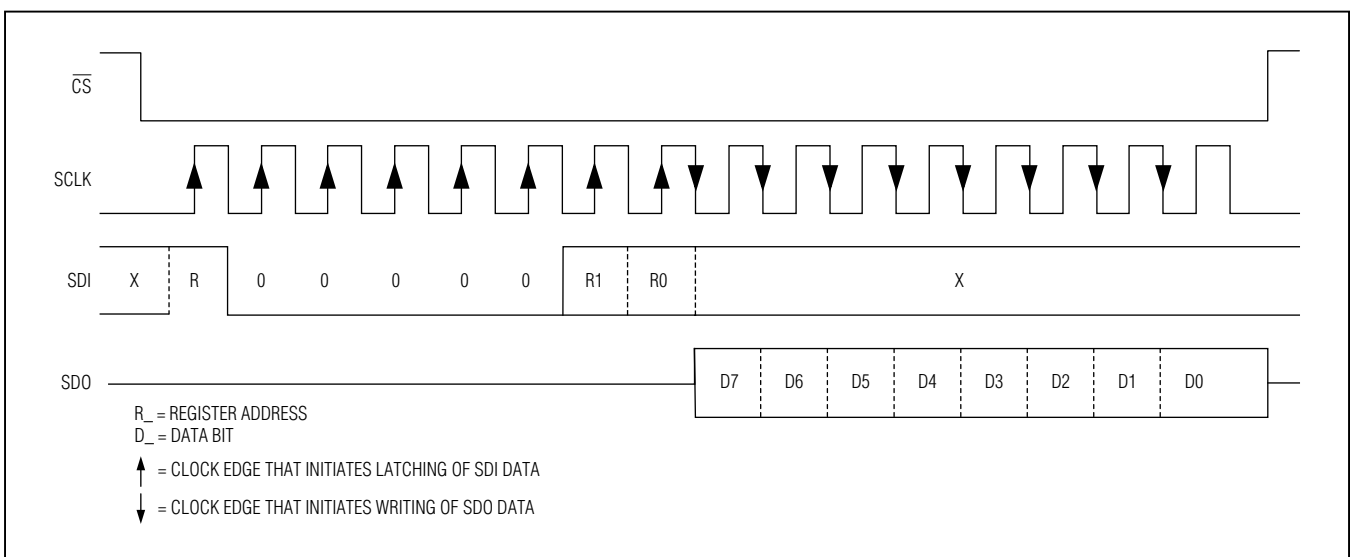 CS
SCLK
SDI X R 0 0 0 0 0 R1 R0 X
SDO D7 D6 D5 D4 D3 D2 D1 D0
R_ = REGISTER ADDRESS
D_ = DATA BIT
= CLOCK EDGE THAT INITIATES LATCHING OF SDI DATA
= CLOCK EDGE THAT INITIATES WRITING OF SDO DATA